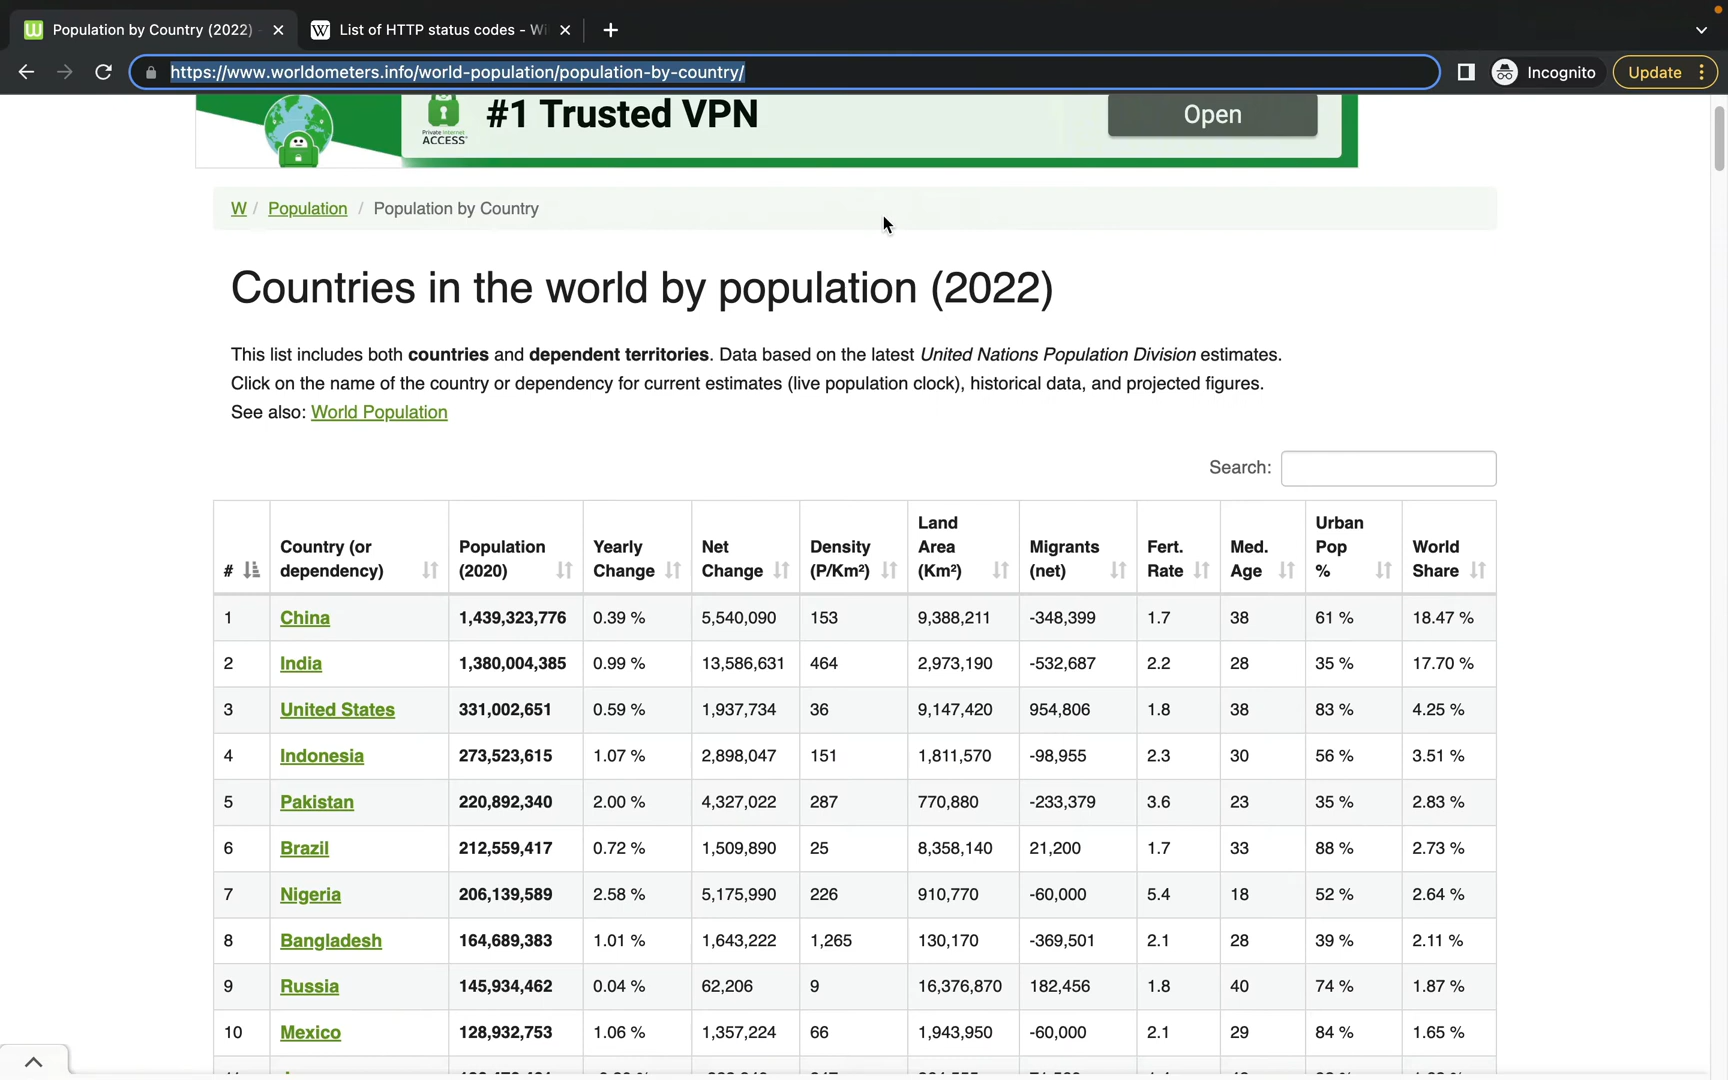 Population by Country (2022)
List of HTTP status codes - Wi
https://www.worldometers.info/world-population/population-by-country/
Incognito
Update
#1 Trusted VPN
Private Internet
ACCESS
Open
W / Population / Population by Country
Countries in the world by population (2022)
This list includes both countries and dependent territories. Data based on the latest United Nations Population Division estimates.
Click on the name of the country or dependency for current estimates (live population clock), historical data, and projected figures.
See also: World Population
Search:
# Country (or dependency) Population (2020) Yearly Change Net Change Density (P/Km²) Land Area (Km²) Migrants (net) Fert. Rate Med. Age Urban Pop % World Share
1 China 1,439,323,776 0.39 % 5,540,090 153 9,388,211 -348,399 1.7 38 61 % 18.47 %
2 India 1,380,004,385 0.99 % 13,586,631 464 2,973,190 -532,687 2.2 28 35 % 17.70 %
3 United States 331,002,651 0.59 % 1,937,734 36 9,147,420 954,806 1.8 38 83 % 4.25 %
4 Indonesia 273,523,615 1.07 % 2,898,047 151 1,811,570 -98,955 2.3 30 56 % 3.51 %
5 Pakistan 220,892,340 2.00 % 4,327,022 287 770,880 -233,379 3.6 23 35 % 2.83 %
6 Brazil 212,559,417 0.72 % 1,509,890 25 8,358,140 21,200 1.7 33 88 % 2.73 %
7 Nigeria 206,139,589 2.58 % 5,175,990 226 910,770 -60,000 5.4 18 52 % 2.64 %
8 Bangladesh 164,689,383 1.01 % 1,643,222 1,265 130,170 -369,501 2.1 28 39 % 2.11 %
9 Russia 145,934,462 0.04 % 62,206 9 16,376,870 182,456 1.8 40 74 % 1.87 %
10 Mexico 128,932,753 1.06 % 1,357,224 66 1,943,950 -60,000 2.1 29 84 % 1.65 %